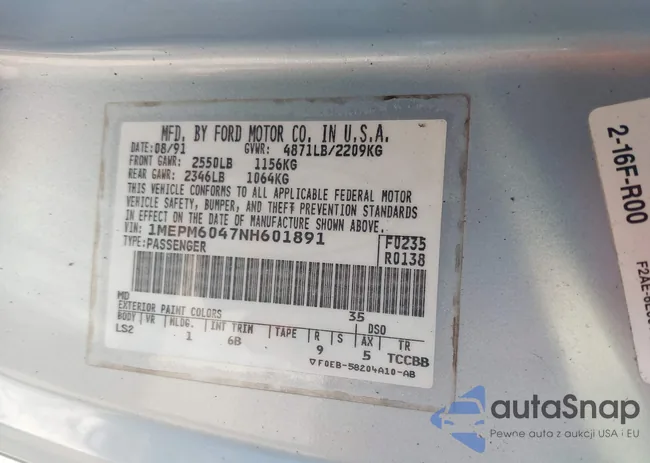 MFD. BY FORD MOTOR CO. IN U.S.A.
DATE: 08/91 GVWR: 4871LB/2209KG
FRONT GAWR: 2550LB 1156KG
REAR GAWR: 2346LB 1064KG
THIS VEHICLE CONFORMS TO ALL APPLICABLE FEDERAL MOTOR
VEHICLE SAFETY, BUMPER, AND THEFT PREVENTION STANDARDS
IN EFFECT ON THE DATE OF MANUFACTURE SHOWN ABOVE.
VIN: 1MEPM6047NH601891
TYPE: PASSENGER
F0235
R0138
MD 35
EXTERIOR PAINT COLORS DSO
BODY VR MLDG. INT TRIM TAPE R S AX TR
LS2 1 6B 9 5 TCCBB
▽F0EB-58204A10-AB
2-16F-R00
autoSnap
Pewne auto z aukcji USA i EU